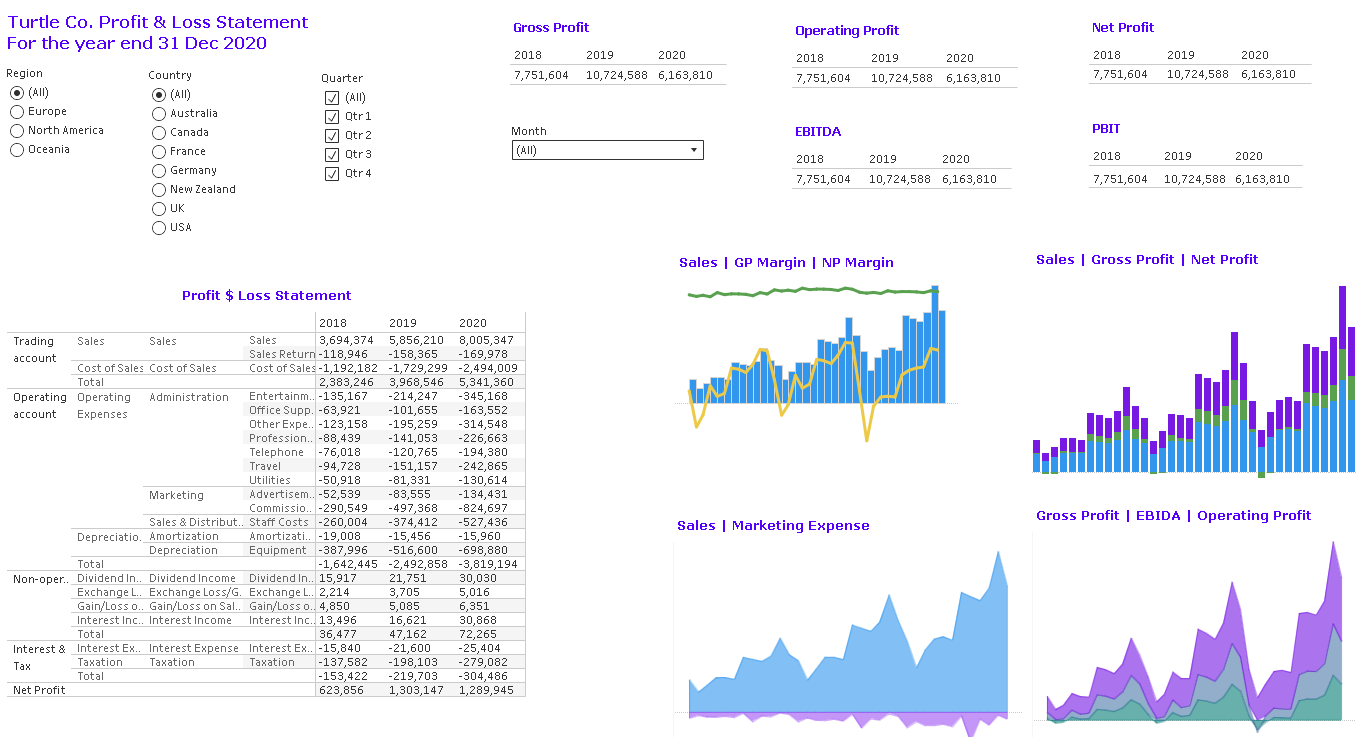 Turtle Co. Profit & Loss Statement
For the year end 31 Dec 2020
Region
(All)
Europe
North America
Oceania
Country
(All)
Australia
Canada
France
Germany
New Zealand
UK
USA
Quarter
(All)
Qtr 1
Qtr 2
Qtr 3
Qtr 4
Gross Profit
2018 2019 2020
7,751,604 10,724,588 6,163,810
Month
(All)
Operating Profit
2018 2019 2020
7,751,604 10,724,588 6,163,810
EBITDA
2018 2019 2020
7,751,604 10,724,588 6,163,810
Net Profit
2018 2019 2020
7,751,604 10,724,588 6,163,810
PBIT
2018 2019 2020
7,751,604 10,724,588 6,163,810
Profit $ Loss Statement
2018 2019 2020
Trading account Sales Sales Sales 3,694,374 5,856,210 8,005,347
Sales Return -118,946 -158,365 -169,978
Cost of Sales Cost of Sales Cost of Sales -1,192,182 -1,729,299 -2,494,009
Total 2,383,246 3,968,546 5,341,360
Operating account Operating Expenses Administration Entertainm.. -135,167 -214,247 -345,168
Office Supp.. -63,921 -101,655 -163,552
Other Expe.. -123,158 -195,259 -314,548
Profession.. -88,439 -141,053 -226,663
Telephone -76,018 -120,765 -194,380
Travel -94,728 -151,157 -242,865
Utilities -50,918 -81,331 -130,614
Marketing Advertisem.. -52,539 -83,555 -134,431
Commissio.. -290,549 -497,368 -824,697
Sales & Distribut.. Staff Costs -260,004 -374,412 -527,436
Depreciatio.. Amortization Amortizati.. -19,008 -15,456 -15,960
Depreciation Equipment -387,996 -516,600 -698,880
Total -1,642,445 -2,492,858 -3,819,194
Non-oper.. Dividend In.. Dividend Income Dividend In.. 15,917 21,751 30,030
Exchange L.. Exchange Loss/G.. Exchange L.. 2,214 3,705 5,016
Gain/Loss o.. Gain/Loss on Sal.. Gain/Loss o.. 4,850 5,085 6,351
Interest Inc.. Interest Income Interest Inc.. 13,496 16,621 30,868
Total 36,477 47,162 72,265
Interest & Tax Interest Ex.. Interest Expense Interest Ex.. -15,840 -21,600 -25,404
Taxation Taxation Taxation -137,582 -198,103 -279,082
Total -153,422 -219,703 -304,486
Net Profit 623,856 1,303,147 1,289,945
Sales | GP Margin | NP Margin
Sales | Gross Profit | Net Profit
Sales | Marketing Expense
Gross Profit | EBIDA | Operating Profit